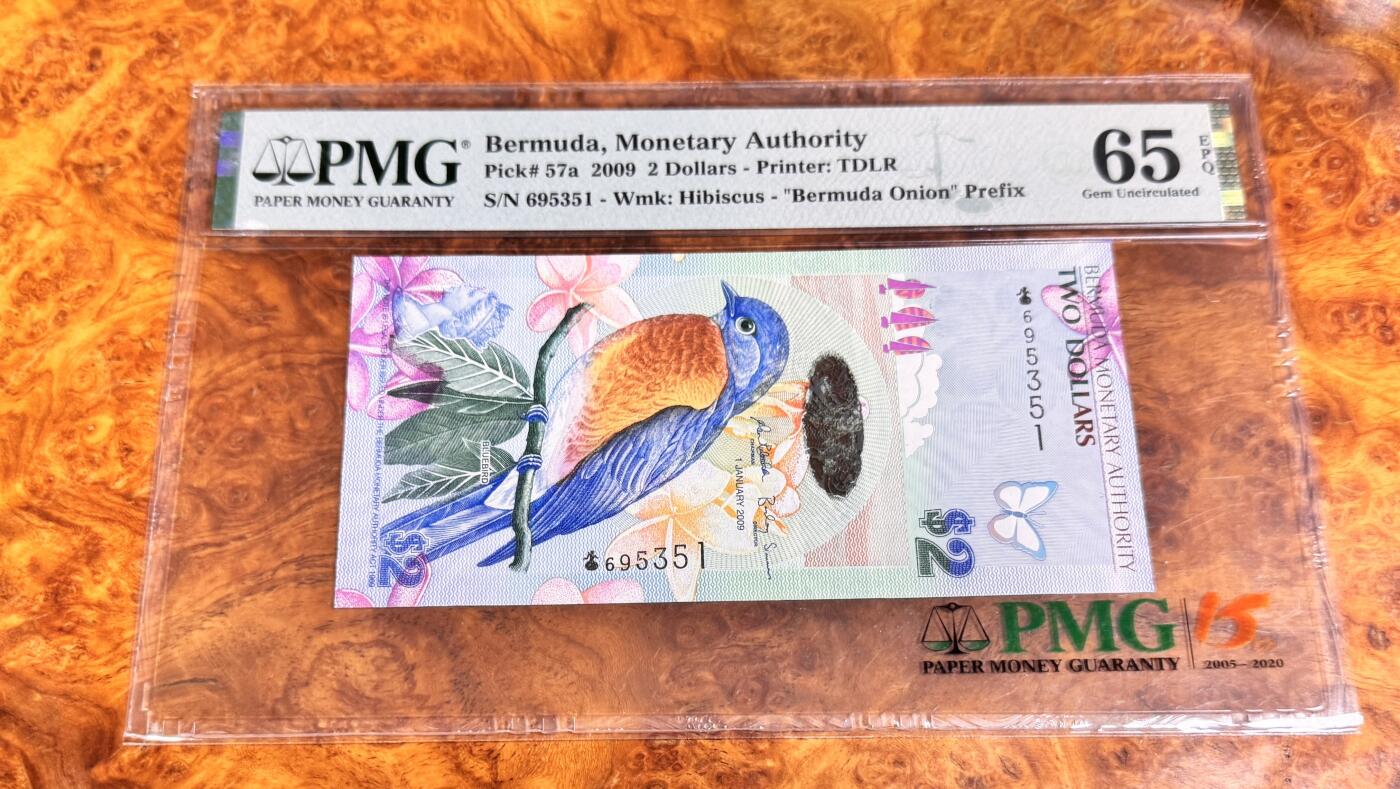 PMG®
PAPER MONEY GUARANTY
Bermuda, Monetary Authority
Pick# 57a 2009 2 Dollars - Printer: TDLR
S/N 695351 - Wmk: Hibiscus - "Bermuda Onion" Prefix
65
EPQ
Gem Uncirculated
BERMUDA MONETARY AUTHORITY
TWO DOLLARS
695351
$2
BLUEBIRD
CHAIRMAN
DIRECTOR
1 JANUARY 2009
695351
$2
PMG
PAPER MONEY GUARANTY
15
2005–2020